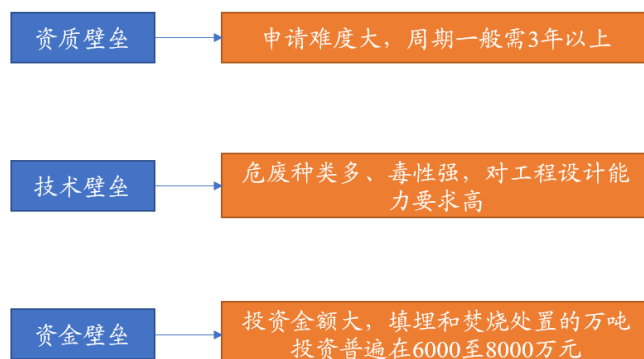 资质壁垒
申请难度大，周期一般需3年以上
技术壁垒
危废种类多、毒性强，对工程设计能
力要求高
资金壁垒
投资金额大，填埋和焚烧处置的万吨
投资普遍在6000至8000万元